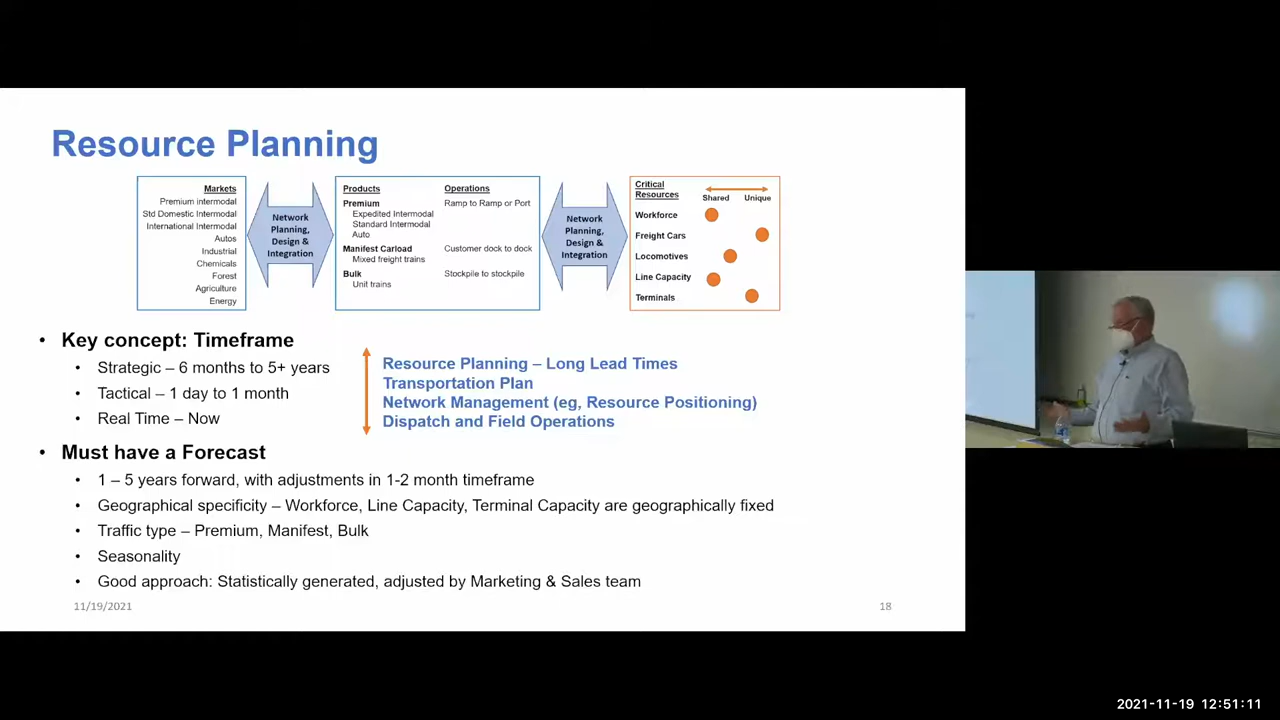 Resource Planning
Markets
Premium intermodal
Std Domestic Intermodal
International Intermodal
Autos
Industrial
Chemicals
Forest
Agriculture
Energy
Network
Planning,
Design &
Integration
Products
Operations
Premium
Ramp to Ramp or Port
Expedited Intermodal
Standard Intermodal
Auto
Manifest Carload
Customer dock to dock
Mixed freight trains
Bulk
Stockpile to stockpile
Unit trains
Network
Planning,
Design &
Integration
Critical
Resources
Shared
Unique
Workforce
Freight Cars
Locomotives
Line Capacity
Terminals
• Key concept: Timeframe
• Strategic – 6 months to 5+ years
• Tactical – 1 day to 1 month
• Real Time – Now
Resource Planning – Long Lead Times
Transportation Plan
Network Management (eg, Resource Positioning)
Dispatch and Field Operations
• Must have a Forecast
• 1 – 5 years forward, with adjustments in 1-2 month timeframe
• Geographical specificity – Workforce, Line Capacity, Terminal Capacity are geographically fixed
• Traffic type – Premium, Manifest, Bulk
• Seasonality
• Good approach: Statistically generated, adjusted by Marketing & Sales team
11/19/2021
18
2021-11-19 12:51:11